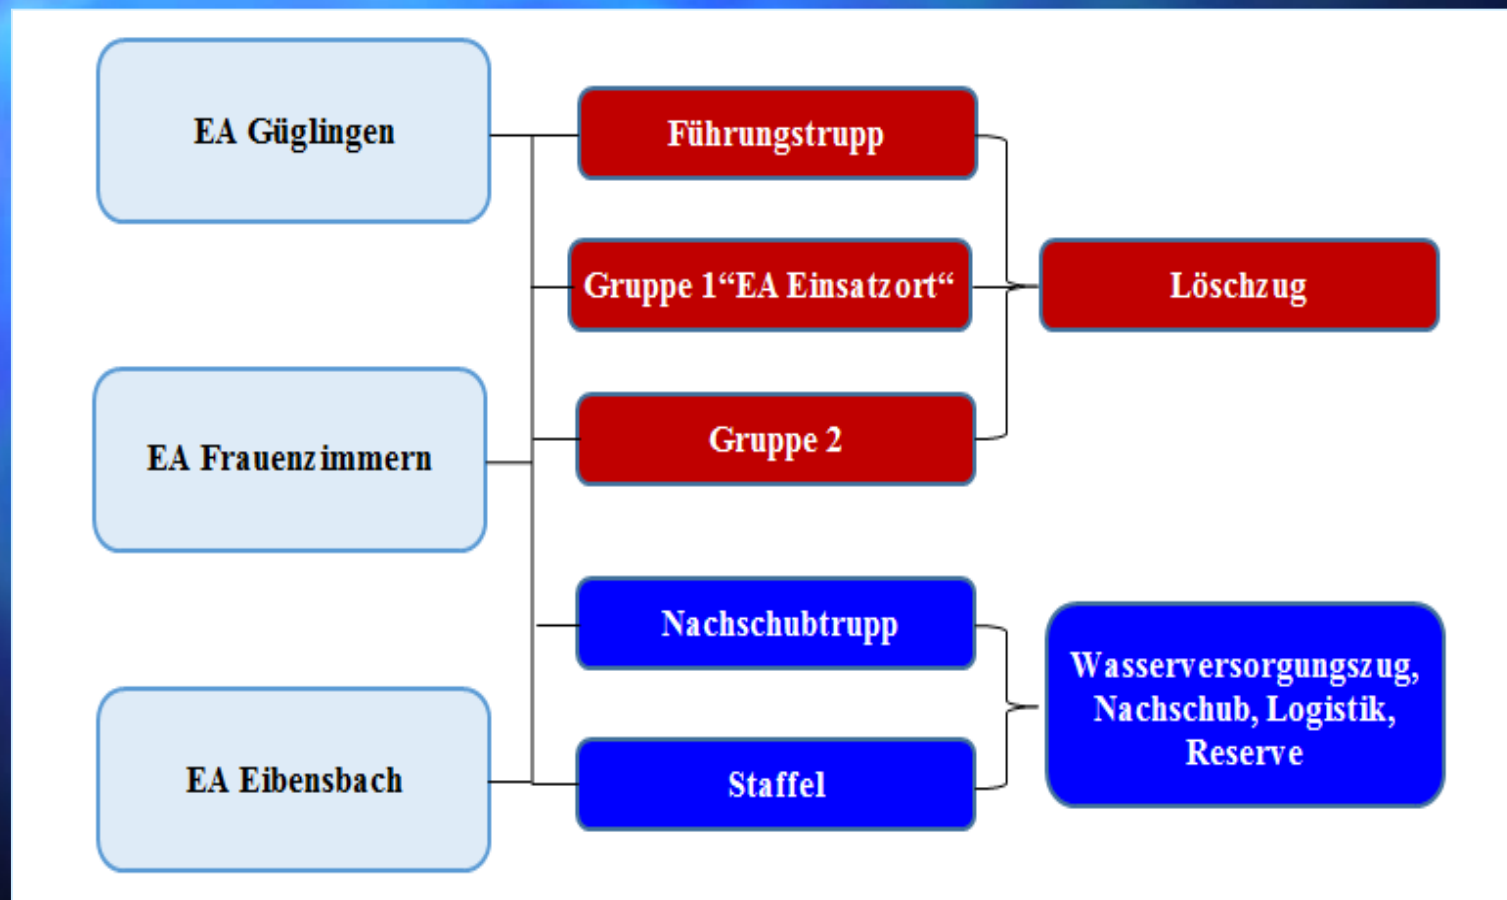 EA Güglingen
EA Frauenzimmern
EA Eibensbach
Führungstrupp
Gruppe 1“EA Einsatzort“
Gruppe 2
Nachschubtrupp
Staffel
Löschzug
Wasserversorgungszug,
Nachschub, Logistik,
Reserve